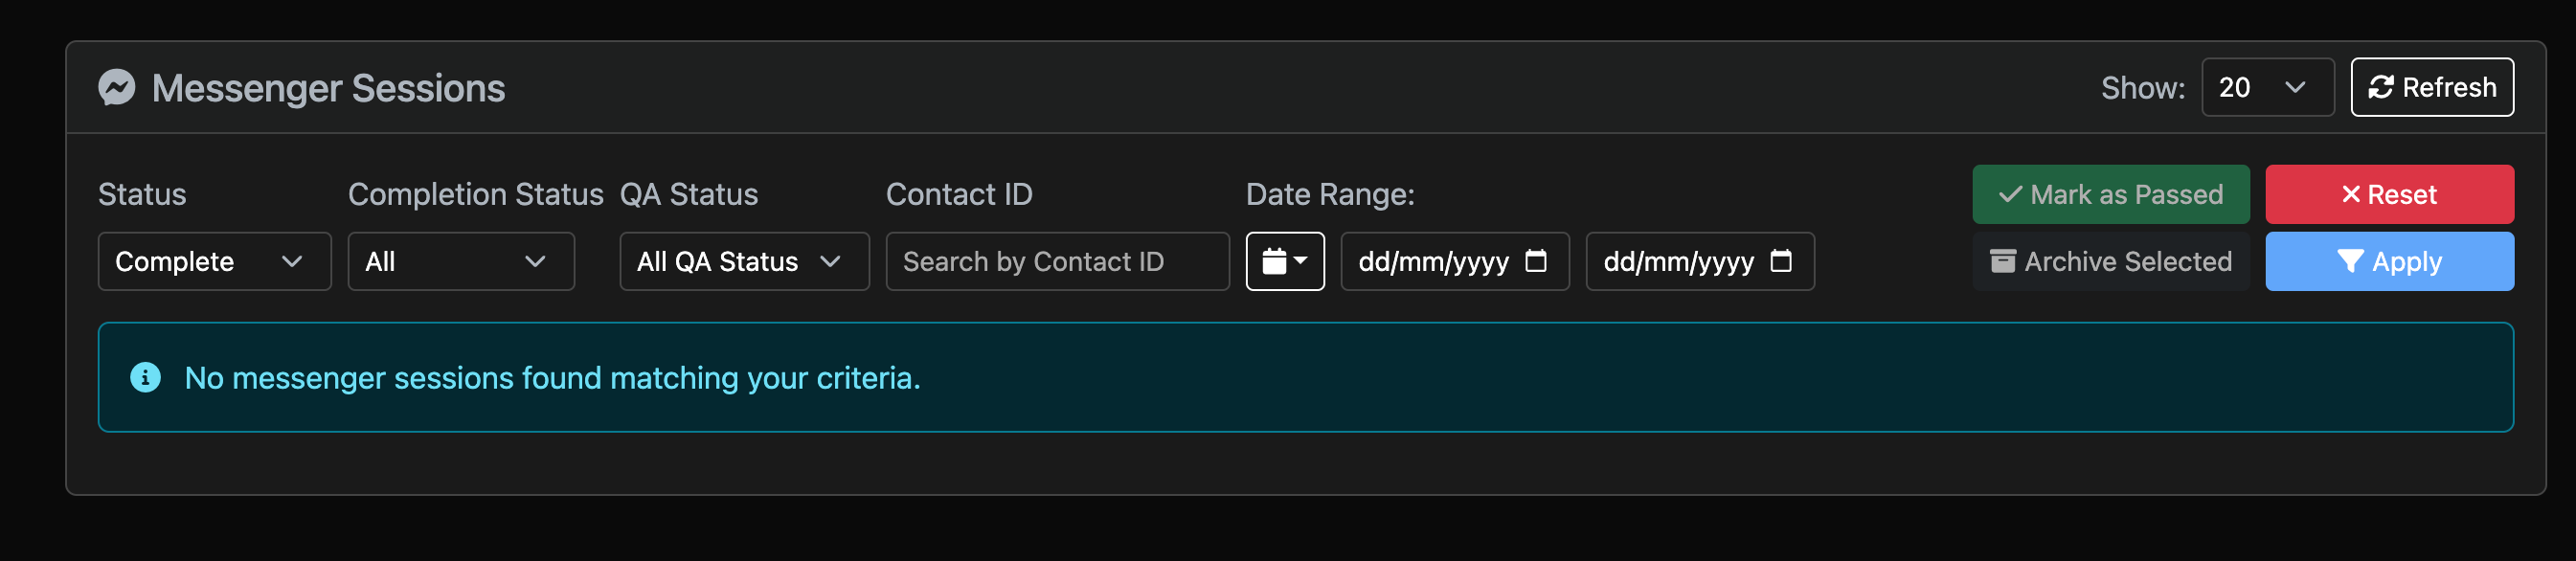 Messenger Sessions
Show: 20 Refresh
Status Completion Status QA Status Contact ID Date Range: Mark as Passed Reset
Complete All All QA Status Search by Contact ID dd/mm/yyyy dd/mm/yyyy Archive Selected Apply
No messenger sessions found matching your criteria.